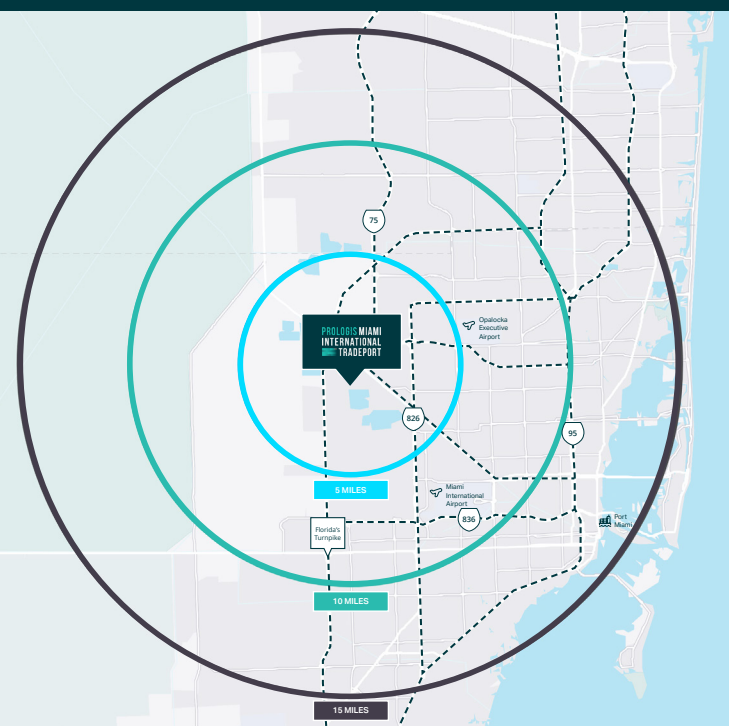 75
PROLOGIS MIAMI
INTERNATIONAL
TRADEPORT
Opalocka
Executive
Airport
826
95
5 MILES
Miami
International
Airport
836
Port
Miami
Florida's
Turnpike
10 MILES
15 MILES